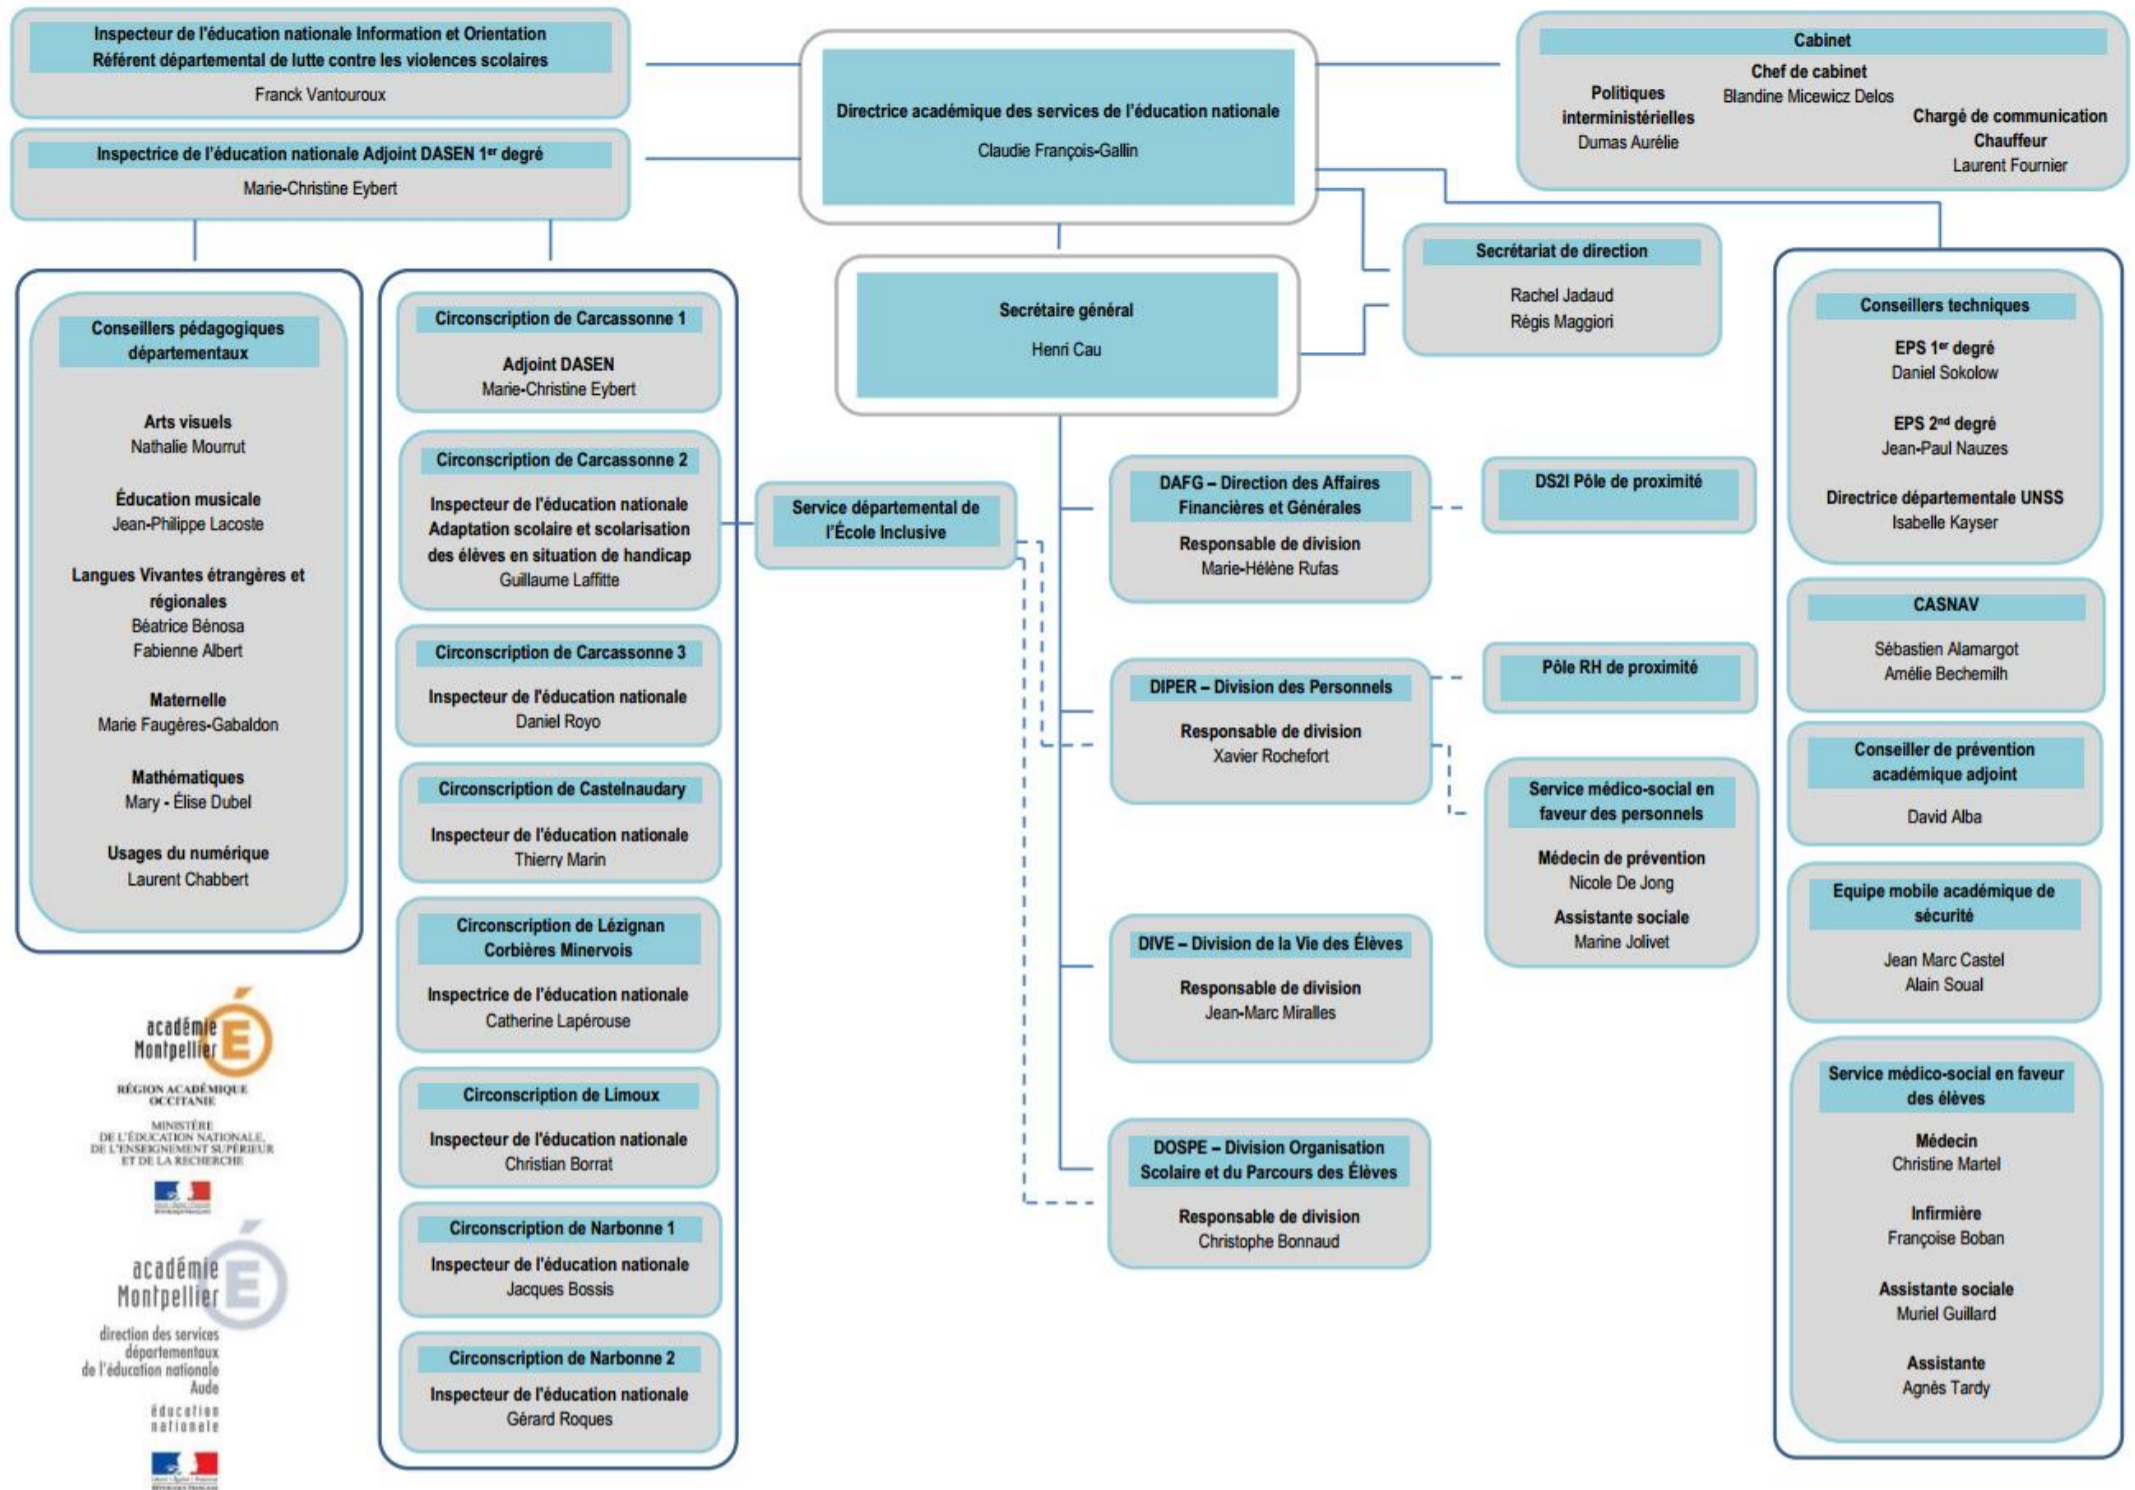 Inspecteur de l'éducation nationale Information et Orientation
Référent départemental de lutte contre les violences scolaires
Franck Vantouroux
Inspectrice de l'éducation nationale Adjoint DASEN 1er degré
Marie-Christine Eybert
Directrice académique des services de l'éducation nationale
Claudie François-Gallin
Cabinet
Chef de cabinet
Blandine Micewicz Delos
Politiques
interministérielles
Dumas Aurélie
Chargé de communication
Chauffeur
Laurent Fournier
Secrétaire général
Henri Cau
Secrétariat de direction
Rachel Jadaud
Régis Maggiori
Conseillers pédagogiques
départementaux
Arts visuels
Nathalie Mourrut
Éducation musicale
Jean-Philippe Lacoste
Langues Vivantes étrangères et
régionales
Béatrice Bénosa
Fabienne Albert
Maternelle
Marie Faugères-Gabaldon
Mathématiques
Mary - Élise Dubel
Usages du numérique
Laurent Chabbert
Circonscription de Carcassonne 1
Adjoint DASEN
Marie-Christine Eybert
Circonscription de Carcassonne 2
Inspecteur de l'éducation nationale
Adaptation scolaire et scolarisation
des élèves en situation de handicap
Guillaume Laffitte
Circonscription de Carcassonne 3
Inspecteur de l'éducation nationale
Daniel Royo
Circonscription de Castelnaudary
Inspecteur de l'éducation nationale
Thierry Marin
Circonscription de Lézignan
Corbières Minervois
Inspectrice de l'éducation nationale
Catherine Lapérouse
Circonscription de Limoux
Inspecteur de l'éducation nationale
Christian Borrat
Circonscription de Narbonne 1
Inspecteur de l'éducation nationale
Jacques Bossis
Circonscription de Narbonne 2
Inspecteur de l'éducation nationale
Gérard Roques
Service départemental de
l'École Inclusive
DAFG – Direction des Affaires
Financières et Générales
Responsable de division
Marie-Hélène Rufas
DS2I Pôle de proximité
DIPER – Division des Personnels
Responsable de division
Xavier Rochefort
Pôle RH de proximité
Service médico-social en
faveur des personnels
Médecin de prévention
Nicole De Jong
Assistante sociale
Marine Jolivet
DIVE – Division de la Vie des Élèves
Responsable de division
Jean-Marc Miralles
DOSPE – Division Organisation
Scolaire et du Parcours des Élèves
Responsable de division
Christophe Bonnaud
Conseillers techniques
EPS 1er degré
Daniel Sokolow
EPS 2nd degré
Jean-Paul Nauzes
Directrice départementale UNSS
Isabelle Kayser
CASNAV
Sébastien Alamargot
Amélie Bechemilh
Conseiller de prévention
académique adjoint
David Alba
Equipe mobile académique de
sécurité
Jean Marc Castel
Alain Soual
Service médico-social en faveur
des élèves
Médecin
Christine Martel
Infirmière
Françoise Boban
Assistante sociale
Muriel Guillard
Assistante
Agnès Tardy
académie
Montpellier
RÉGION ACADÉMIQUE
OCCITANIE
MINISTÈRE
DE L'ÉDUCATION NATIONALE,
DE L'ENSEIGNEMENT SUPÉRIEUR
ET DE LA RECHERCHE
académie
Montpellier
direction des services
départementaux
de l'éducation nationale
Aude
éducation
nationale